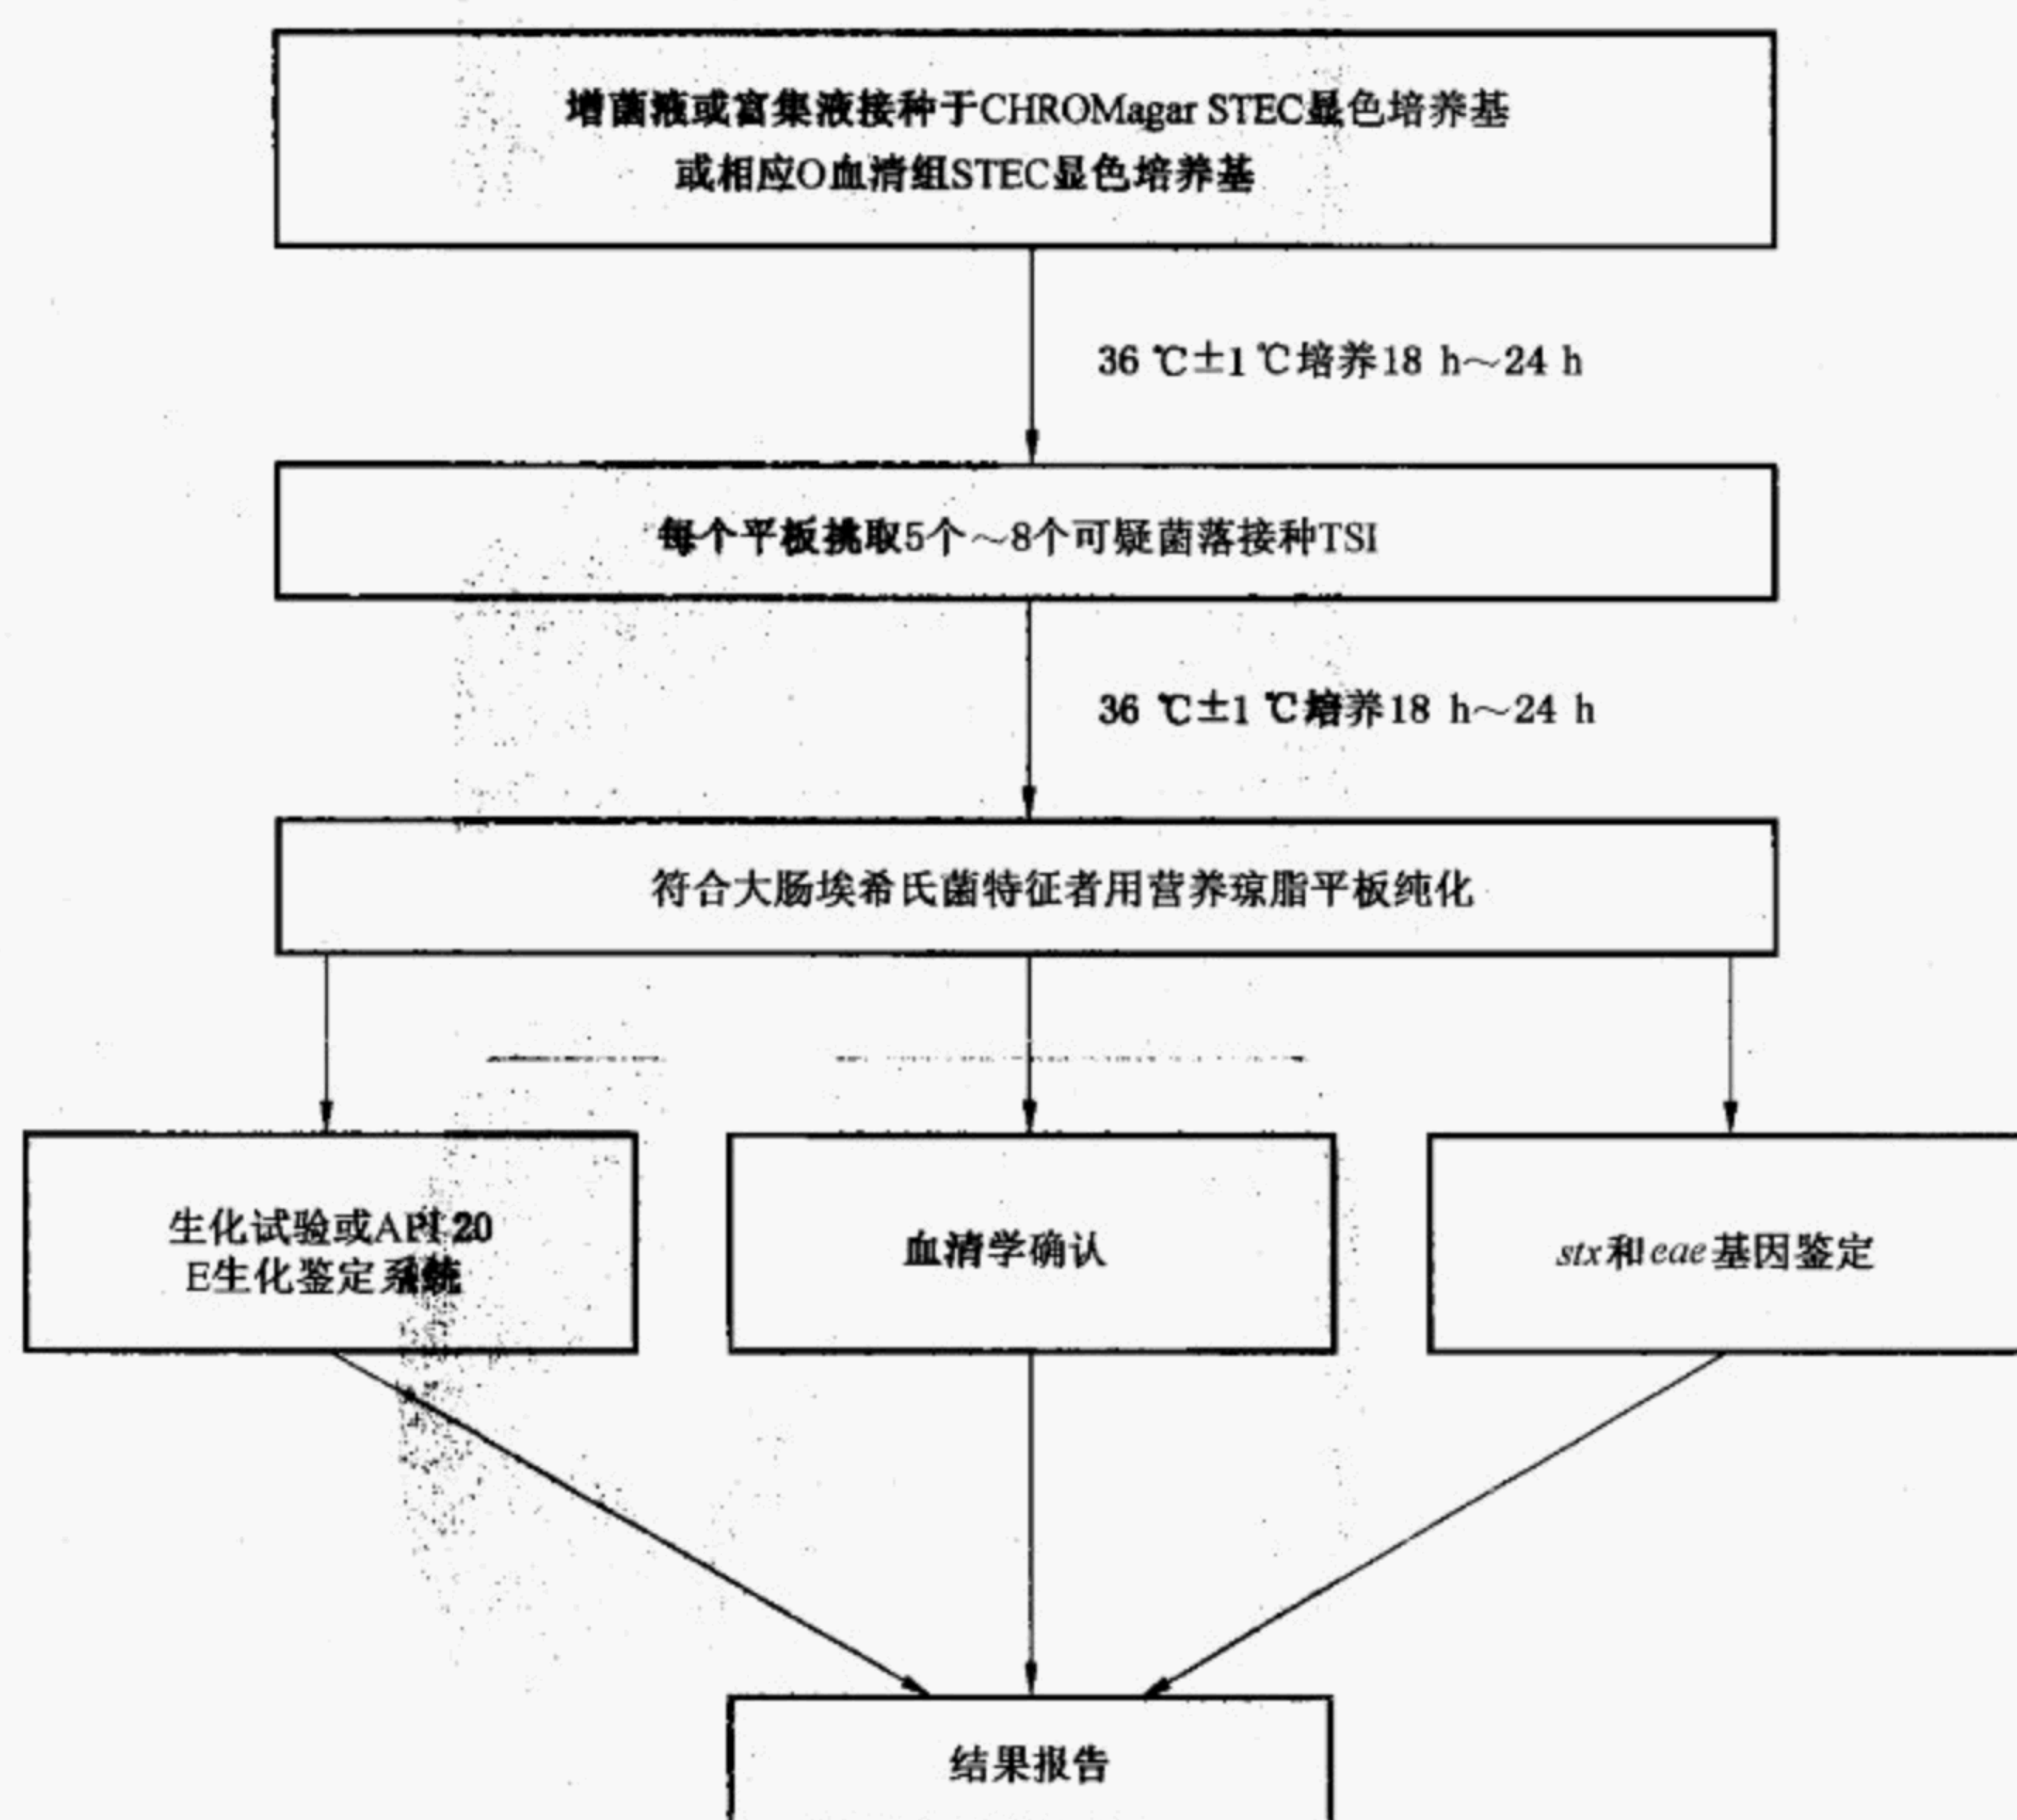 增菌液或富集液接种于CHROMagar STEC显色培养基
或相应O血清组STEC显色培养基
36 ℃±1 ℃培养18 h～24 h
每个平板挑取5个～8个可疑菌落接种TSI
36 ℃±1 ℃培养18 h～24 h
符合大肠埃希氏菌特征者用营养琼脂平板纯化
生化试验或API 20
E生化鉴定系统
血清学确认
stx和eae基因鉴定
结果报告